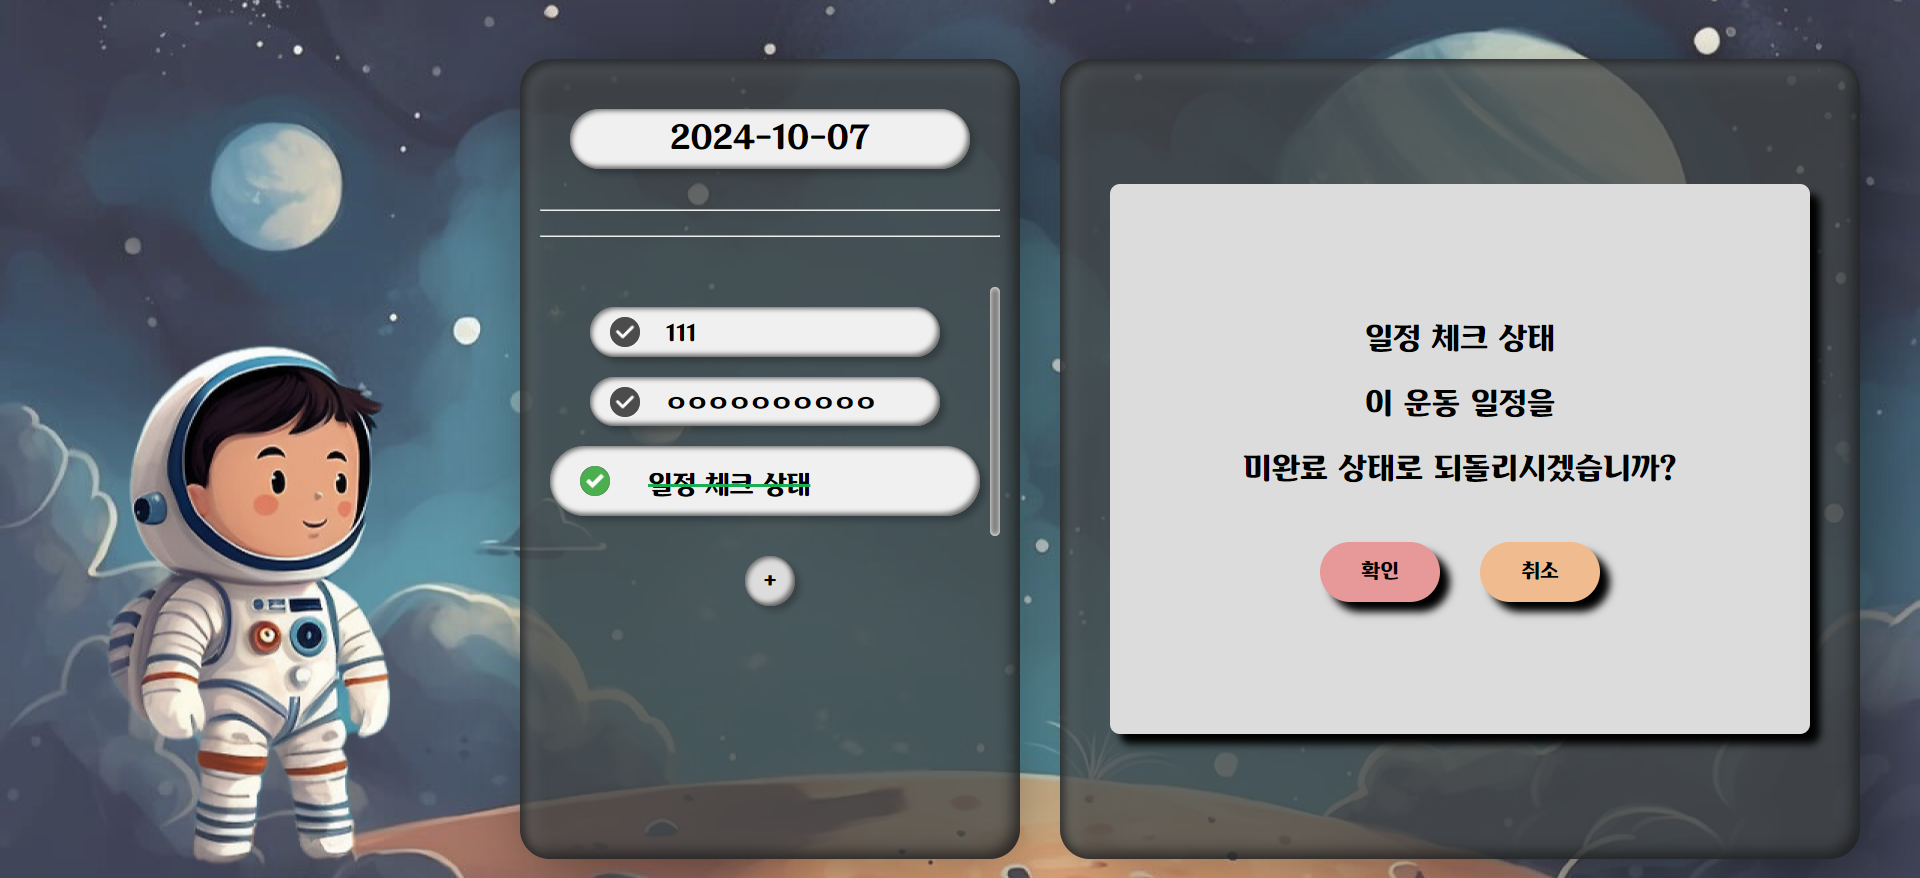 2024-10-07
111
ㅇㅇㅇㅇㅇㅇㅇㅇㅇㅇ
일정 체크 상태
+
일정 체크 상태
이 운동 일정을
미완료 상태로 되돌리시겠습니까?
확인
취소